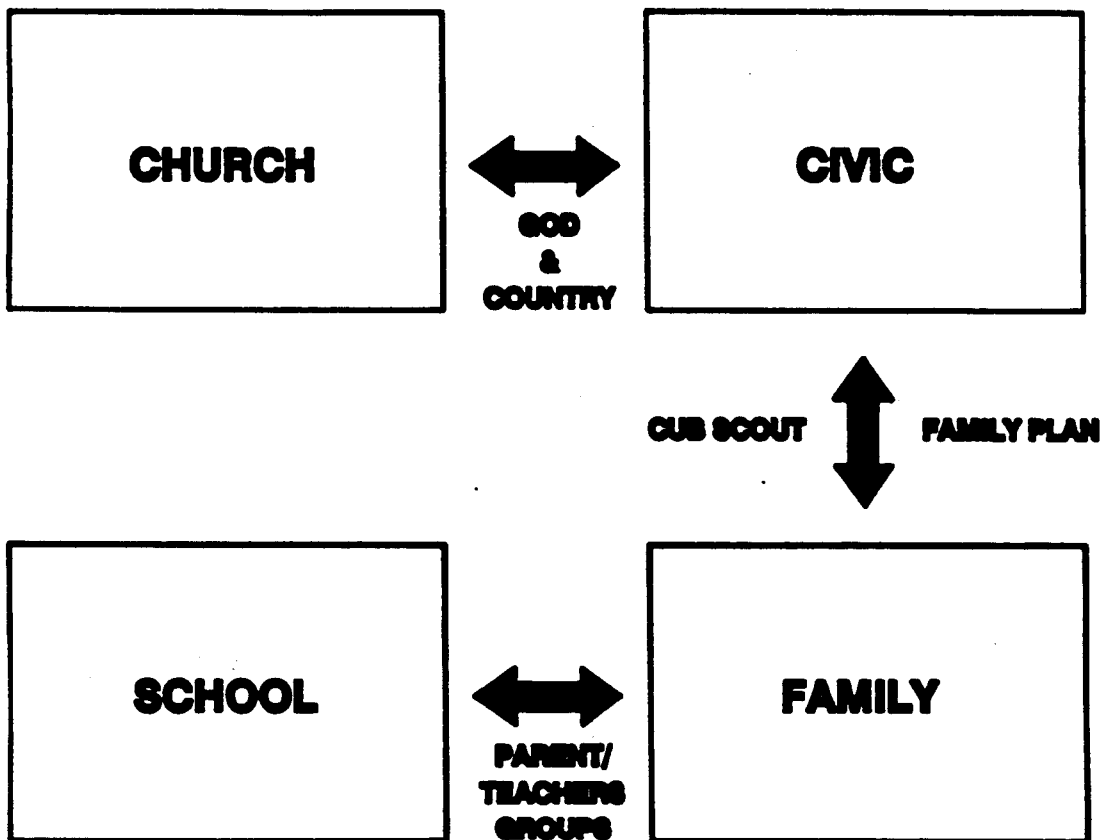 CHURCH
CIVIC
GOD
&
COUNTRY
CUB SCOUT
FAMILY PLAN
SCHOOL
FAMILY
PARENT/
TEACHERS
GROUPS